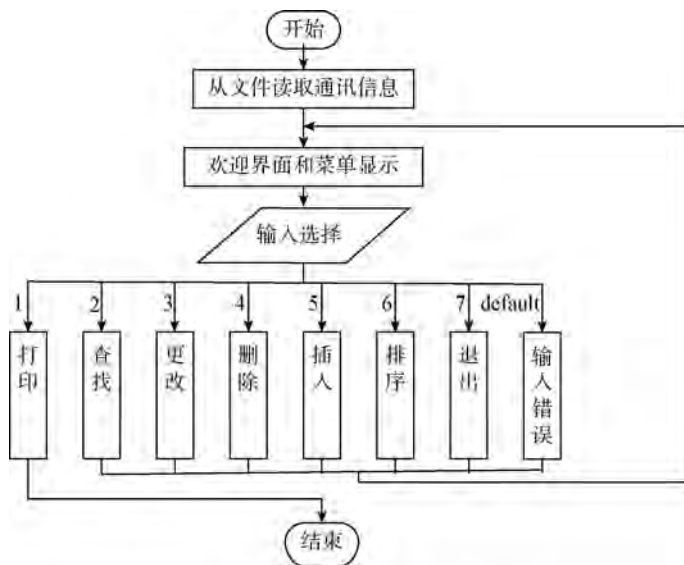 开始
从文件读取通讯信息
欢迎界面和菜单显示
输入选择
1 2 3 4 5 6 7 default
打印
查找
更改
删除
插入
排序
退出
输入错误
结束